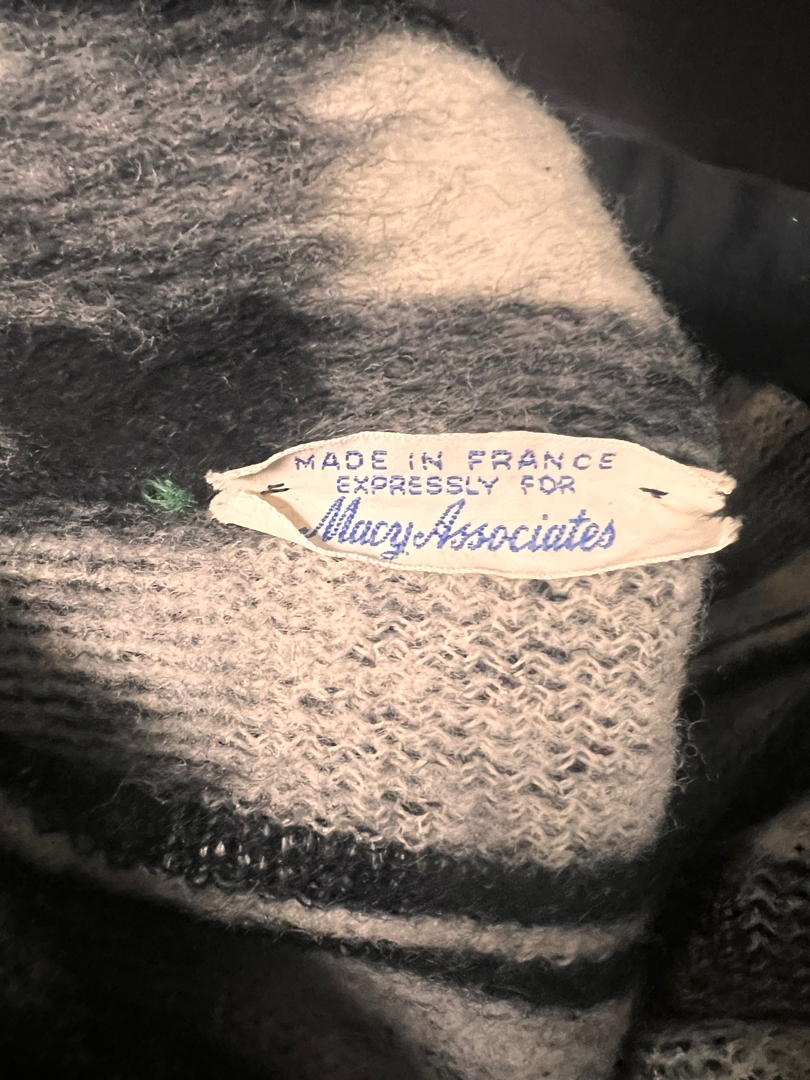 MADE IN FRANCE
EXPRESSLY FOR
Macy Associates